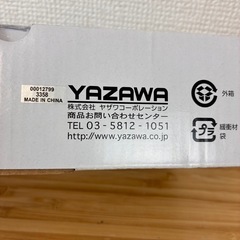 00012799
3358
MADE IN CHINA
YAZAWA
株式会社 ヤザワコーポレーション
商品お問い合わせセンター
TEL 03-5812-1051
http://www.yazawa.co.jp
外箱
プラ
緩衝材
袋